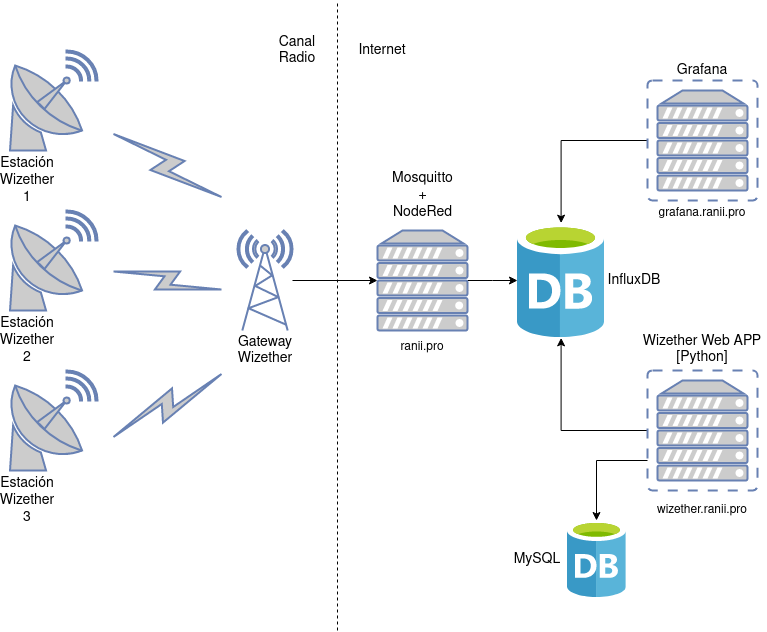 Canal
Radio
Internet
Grafana
grafana.ranii.pro
Estación
Wizether
1
Mosquitto
+
NodeRed
ranii.pro
DB
InfluxDB
Estación
Wizether
2
Gateway
Wizether
Wizether Web APP
[Python]
wizether.ranii.pro
Estación
Wizether
3
MySQL
DB